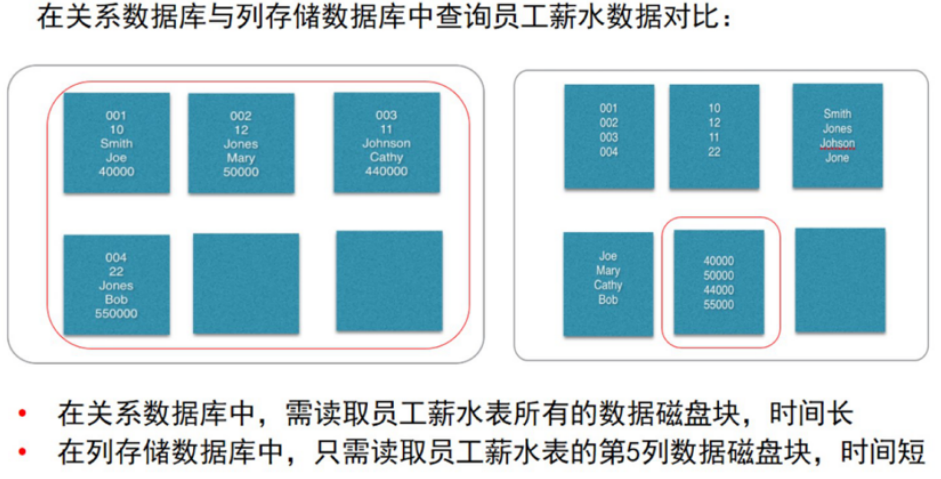 在关系数据库与列存储数据库中查询员工薪水数据对比：
001
10
Smith
Joe
40000
002
12
Jones
Mary
50000
003
11
Johnson
Cathy
440000
004
22
Jones
Bob
550000
001
002
003
004
10
12
11
22
Smith
Jones
Johson
Jone
Joe
Mary
Cathy
Bob
40000
50000
44000
55000
• 在关系数据库中，需读取员工薪水表所有的数据磁盘块，时间长
• 在列存储数据库中，只需读取员工薪水表的第5列数据磁盘块，时间短